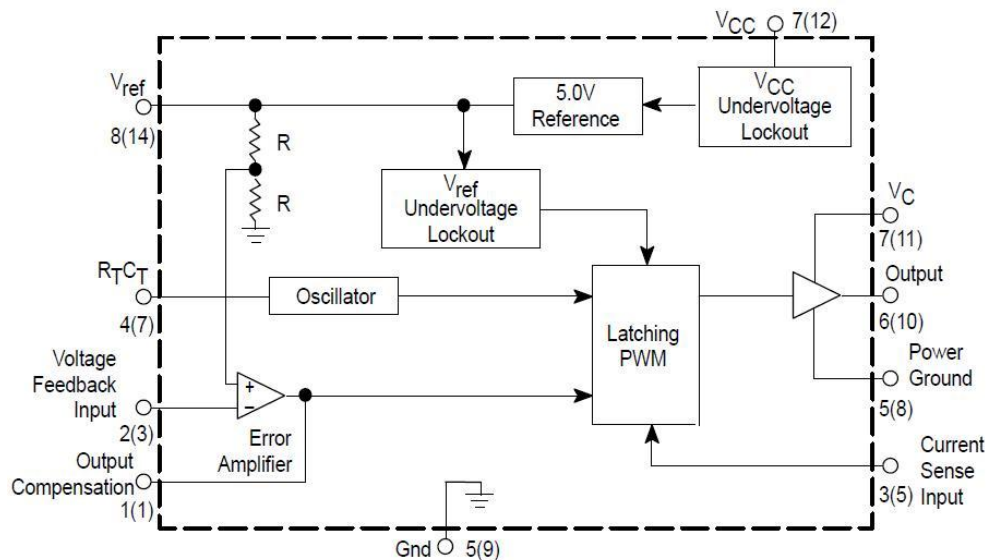 VCC 7(12)
Vref
8(14)
R
R
5.0V
Reference
VCC
Undervoltage
Lockout
Vref
Undervoltage
Lockout
VC
7(11)
RTCT
4(7)
Oscillator
Latching
PWM
Output
6(10)
Voltage
Feedback
Input
2(3)
+
−
Error
Amplifier
Power
Ground
5(8)
Output
Compensation
1(1)
Current
Sense
Input
3(5)
Gnd 5(9)